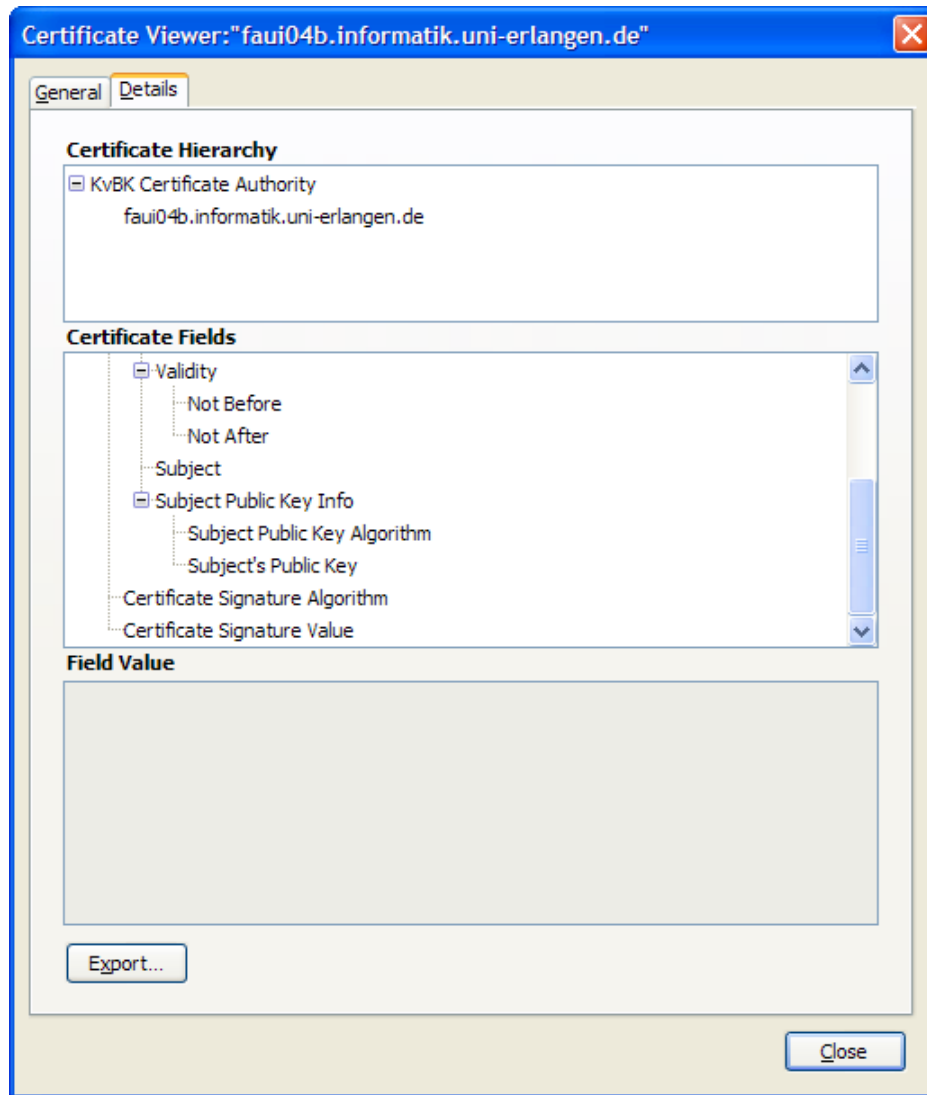 Certificate Viewer:"faui04b.informatik.uni-erlangen.de"
General Details
Certificate Hierarchy
KvBK Certificate Authority
faui04b.informatik.uni-erlangen.de
Certificate Fields
Validity
Not Before
Not After
Subject
Subject Public Key Info
Subject Public Key Algorithm
Subject's Public Key
Certificate Signature Algorithm
Certificate Signature Value
Field Value
Export...
Close